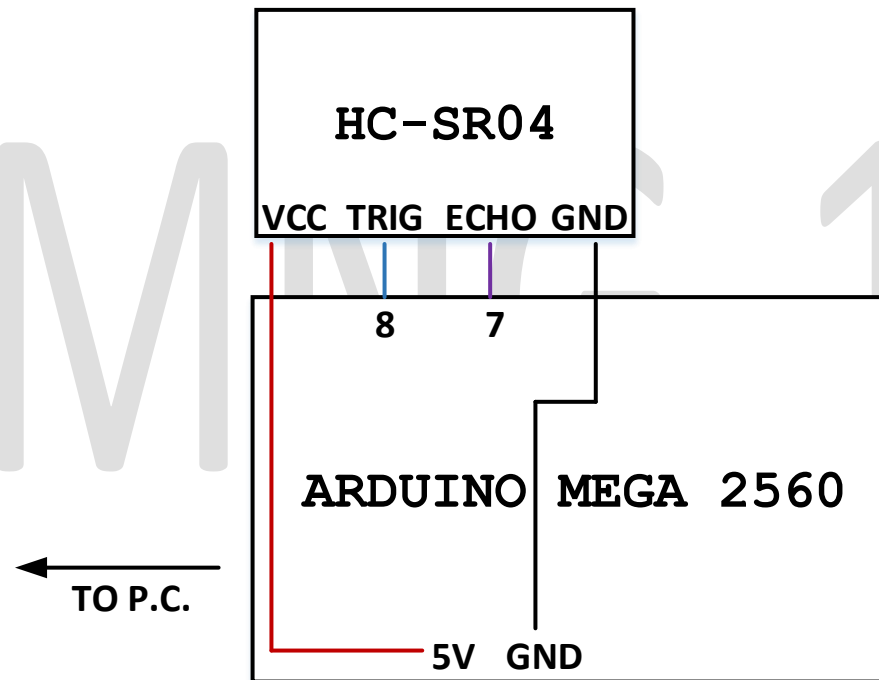 HC-SR04
VCC TRIG ECHO GND
8 7
ARDUINO MEGA 2560
TO P.C.
5V GND